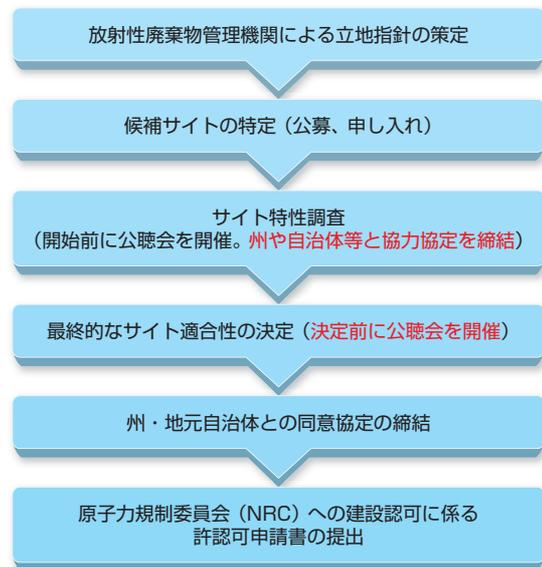 放射性廃棄物管理機関による立地指針の策定
候補サイトの特定（公募、申し入れ）
サイト特性調査
（開始前に公聴会を開催。州や自治体等と協力協定を締結）
最終的なサイト適合性の決定（決定前に公聴会を開催）
州・地元自治体との同意協定の締結
原子力規制委員会（NRC）への建設認可に係る
許認可申請書の提出